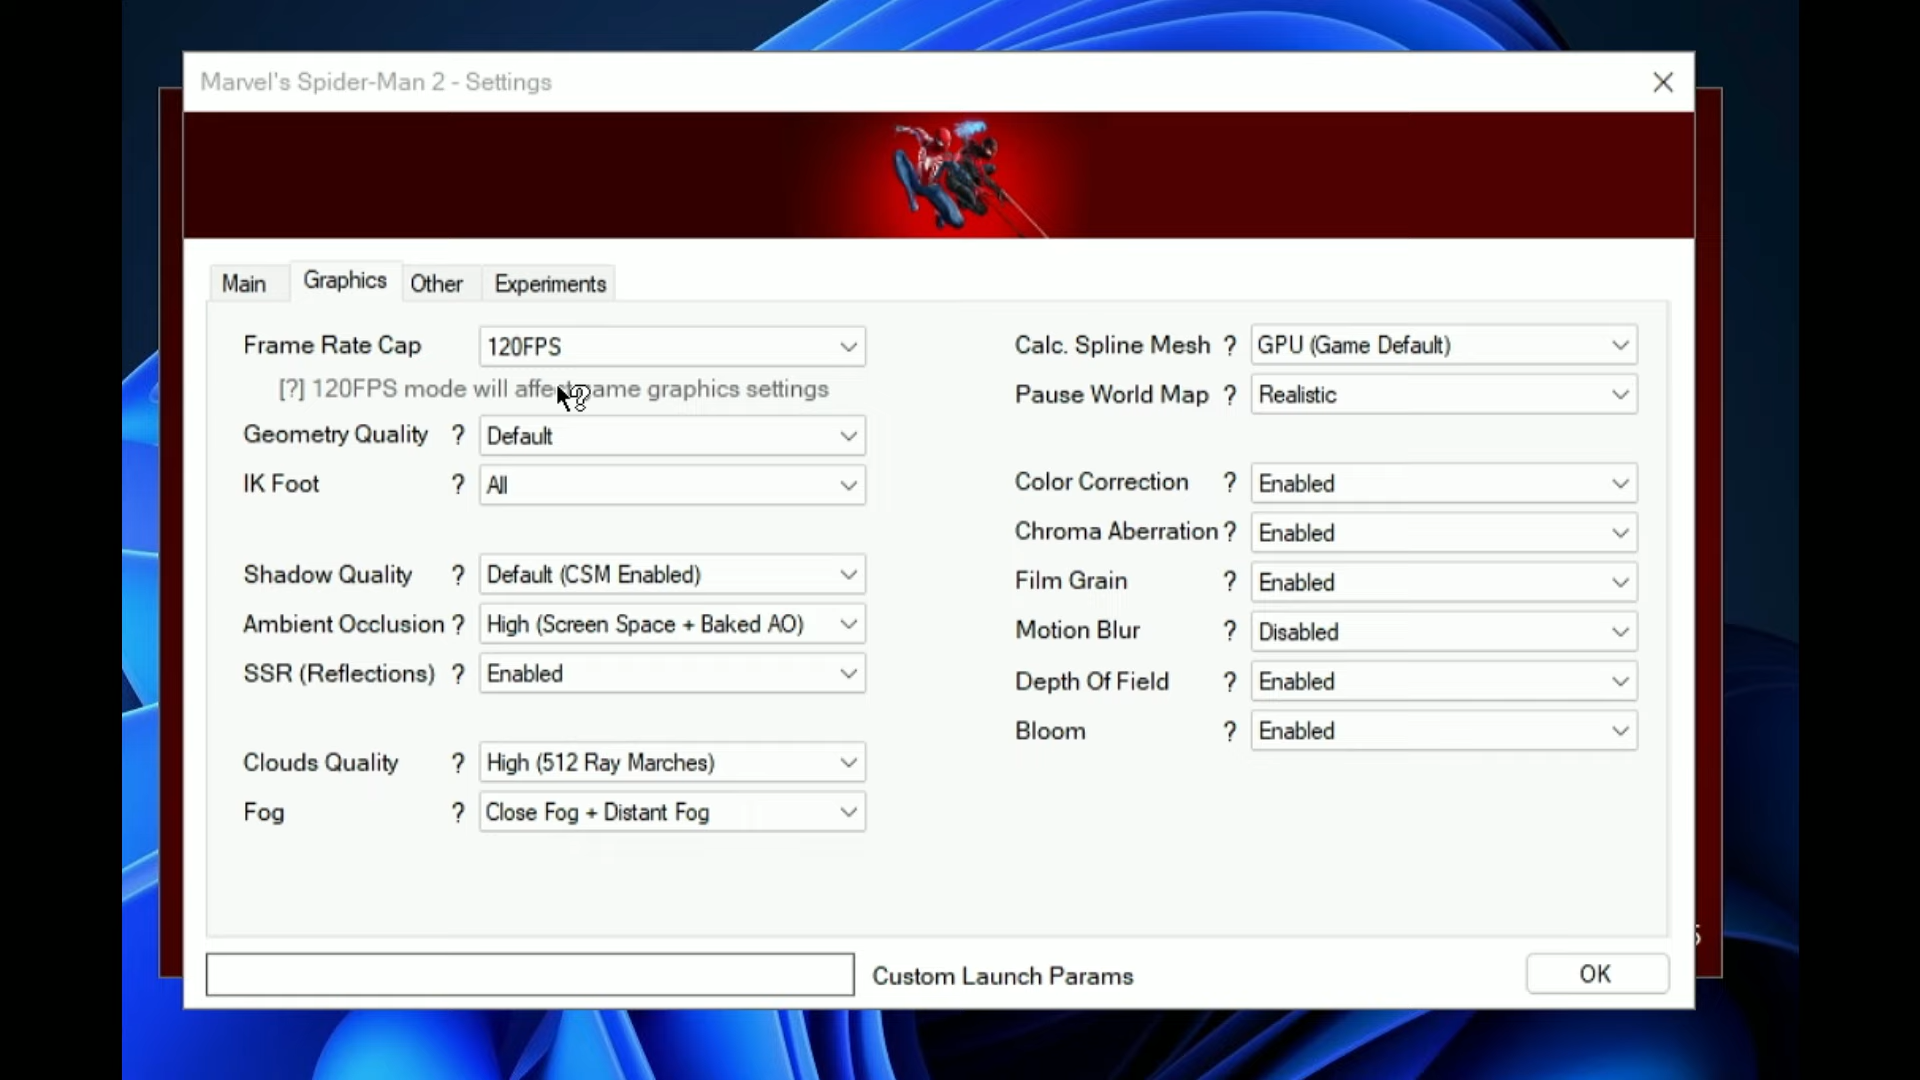 Marvel's Spider-Man 2 - Settings
Main
Graphics
Other
Experiments
Frame Rate Cap
120FPS
[?] 120FPS mode will affect game graphics settings
Geometry Quality ? Default
IK Foot ? All
Shadow Quality ? Default (CSM Enabled)
Ambient Occlusion ? High (Screen Space + Baked AO)
SSR (Reflections) ? Enabled
Clouds Quality ? High (512 Ray Marches)
Fog ? Close Fog + Distant Fog
Calc. Spline Mesh ? GPU (Game Default)
Pause World Map ? Realistic
Color Correction ? Enabled
Chroma Aberration ? Enabled
Film Grain ? Enabled
Motion Blur ? Disabled
Depth Of Field ? Enabled
Bloom ? Enabled
Custom Launch Params
OK